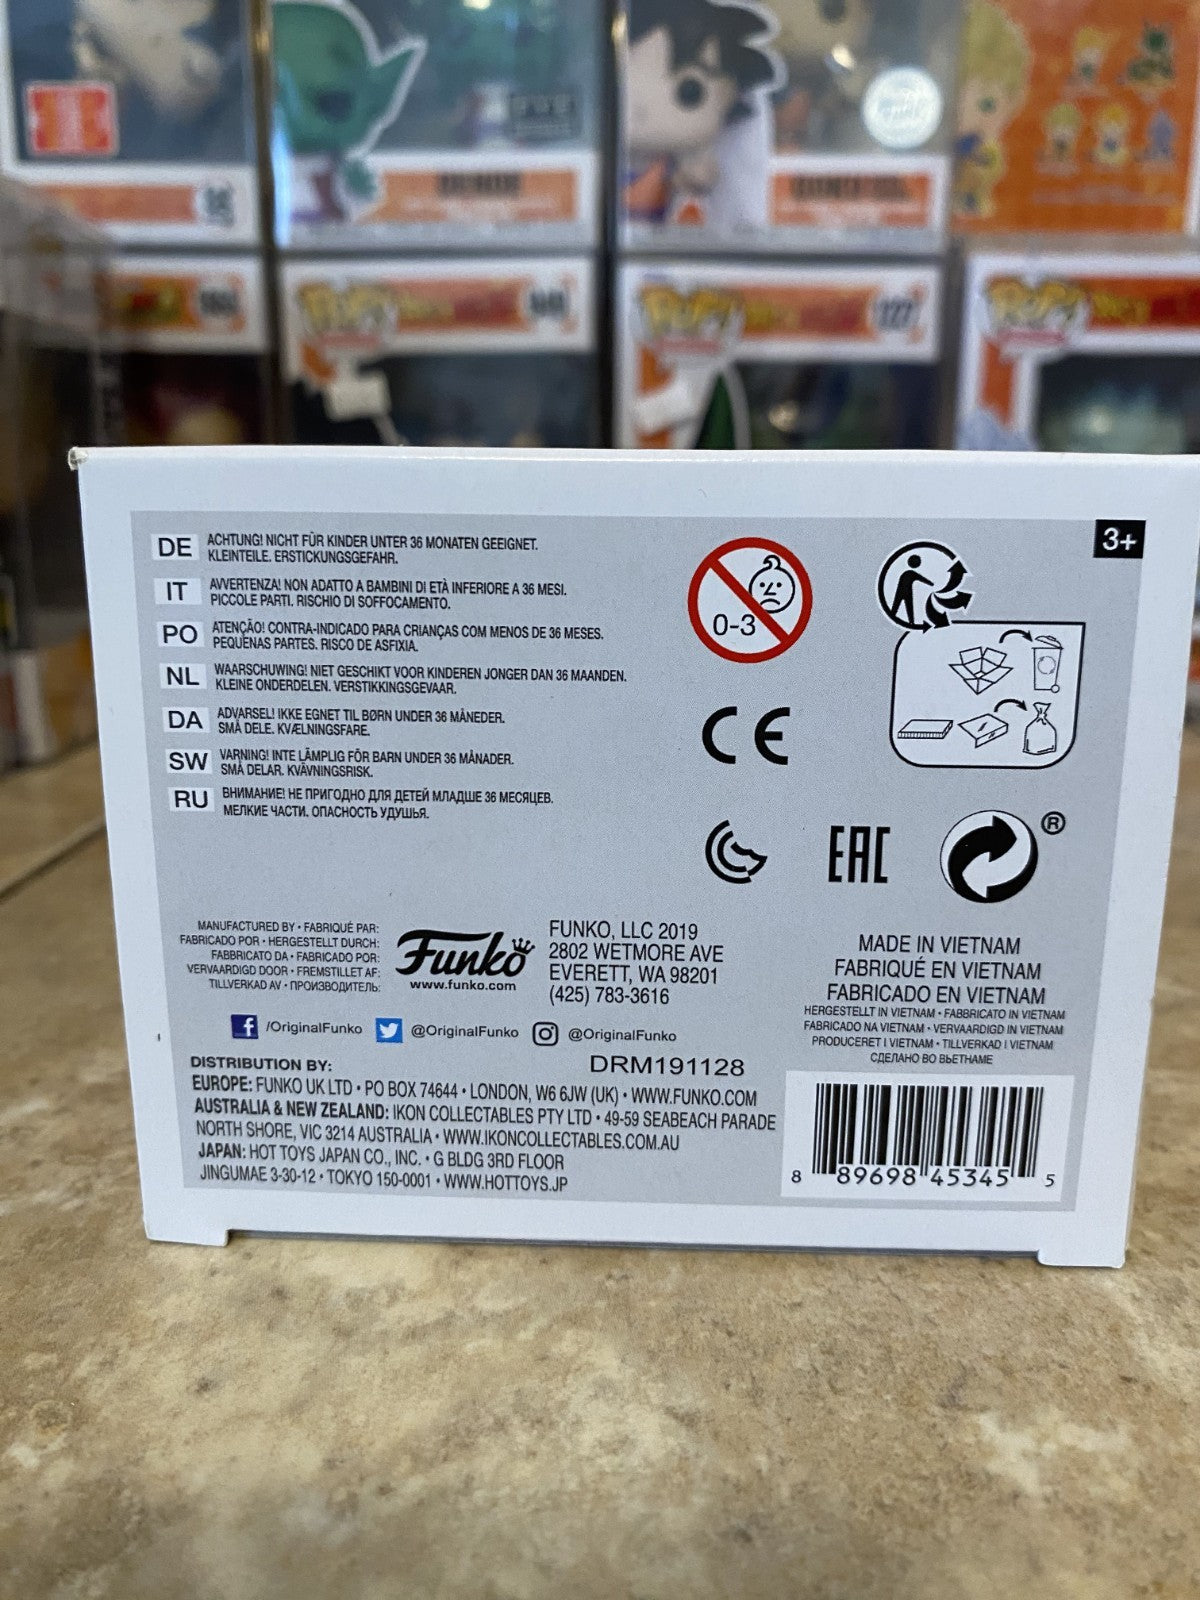 POP!
POP!
127
POP!
3+
DE ACHTUNG! NICHT FÜR KINDER UNTER 36 MONATEN GEEIGNET.
KLEINTEILE. ERSTICKUNGSGEFAHR.
IT AVVERTENZA! NON ADATTO A BAMBINI DI ETÀ INFERIORE A 36 MESI.
PICCOLE PARTI. RISCHIO DI SOFFOCAMENTO.
PO ATENÇÃO! CONTRA-INDICADO PARA CRIANÇAS COM MENOS DE 36 MESES.
PEQUENAS PARTES. RISCO DE ASFIXIA.
NL WAARSCHUWING! NIET GESCHIKT VOOR KINDEREN JONGER DAN 36 MAANDEN.
KLEINE ONDERDELEN. VERSTIKKINGSGEVAAR.
DA ADVARSEL! IKKE EGNET TIL BØRN UNDER 36 MÅNEDER.
SMÅ DELE. KVÆLNINGSFARE.
SW VARNING! INTE LÄMPLIG FÖR BARN UNDER 36 MÅNADER.
SMÅ DELAR. KVÄVNINGSRISK.
RU ВНИМАНИЕ! НЕ ПРИГОДНО ДЛЯ ДЕТЕЙ МЛАДШЕ 36 МЕСЯЦЕВ.
МЕЛКИЕ ЧАСТИ. ОПАСНОСТЬ УДУШЬЯ.
0-3
CE
EAC
®
MANUFACTURED BY • FABRIQUÉ PAR:
FABRICADO POR • HERGESTELLT DURCH:
FABBRICATO DA • FABRICADO POR:
VERVAARDIGD DOOR • FREMSTILLET AF:
TILLVERKAD AV • ПРОИЗВОДИТЕЛЬ:
Funko
www.funko.com
FUNKO, LLC 2019
2802 WETMORE AVE
EVERETT, WA 98201
(425) 783-3616
MADE IN VIETNAM
FABRIQUÉ EN VIETNAM
FABRICADO EN VIETNAM
HERGESTELLT IN VIETNAM • FABBRICATO IN VIETNAM
FABRICADO NA VIETNAM • VERVAARDIGD IN VIETNAM
PRODUCERET I VIETNAM • TILLVERKAD I VIETNAM
СДЕЛАНО ВО ВЬЕТНАМЕ
/OriginalFunko @OriginalFunko @OriginalFunko
DRM191128
DISTRIBUTION BY:
EUROPE: FUNKO UK LTD • PO BOX 74644 • LONDON, W6 6JW (UK) • WWW.FUNKO.COM
AUSTRALIA & NEW ZEALAND: IKON COLLECTABLES PTY LTD • 49-59 SEABEACH PARADE
NORTH SHORE, VIC 3214 AUSTRALIA • WWW.IKONCOLLECTABLES.COM.AU
JAPAN: HOT TOYS JAPAN CO., INC. • G BLDG 3RD FLOOR
JINGUMAE 3-30-12 • TOKYO 150-0001 • WWW.HOTTOYS.JP
8 89698 45345 5